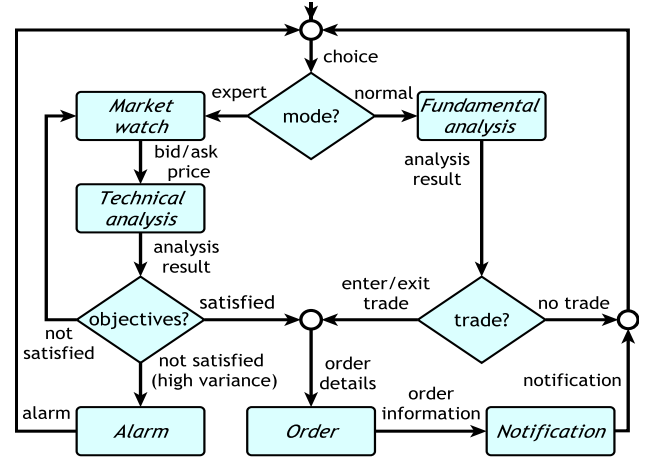 choice
expert
mode?
normal
Market
watch
Fundamental
analysis
bid/ask
price
analysis
result
Technical
analysis
analysis
result
objectives?
satisfied
enter/exit
trade
trade?
no trade
not
satisfied
not satisfied
(high variance)
order
details
order
information
notification
alarm
Alarm
Order
Notification